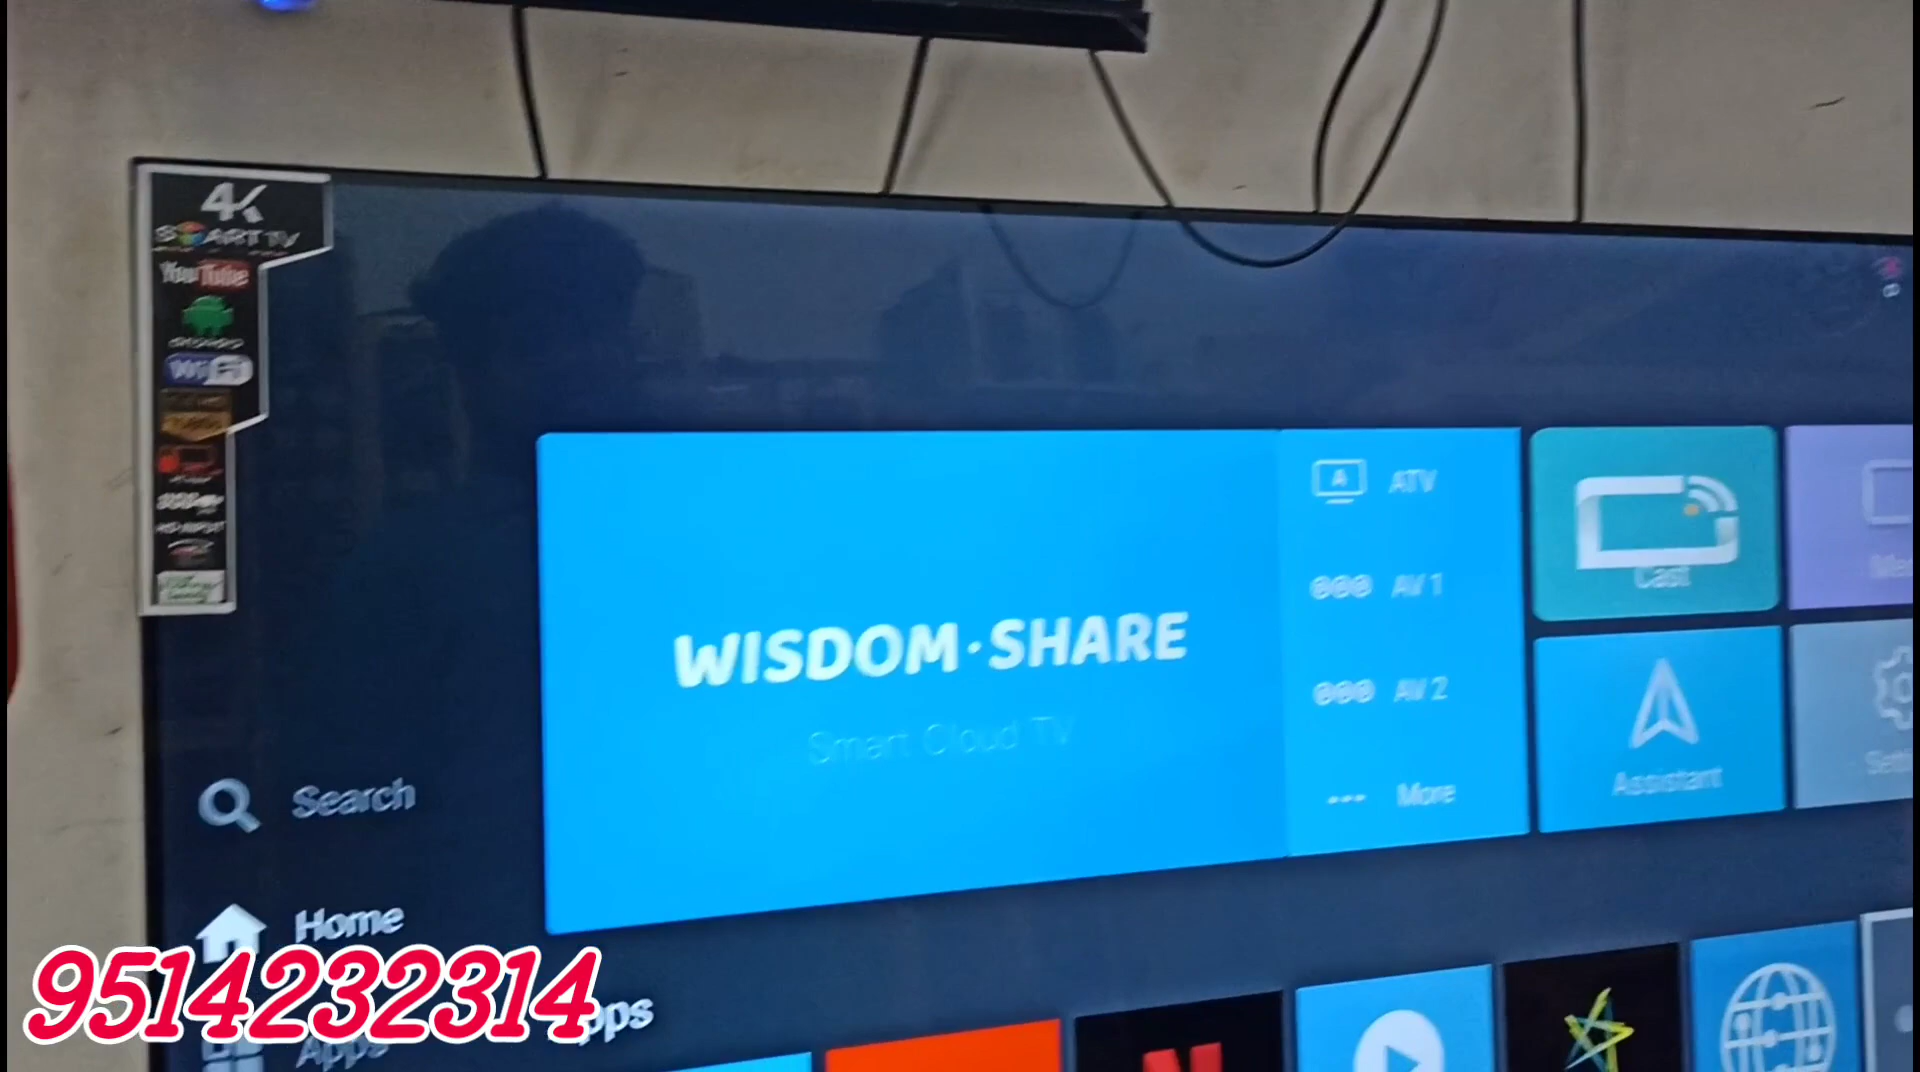 4K
SMART TV
YouTube
WiFi
ATV
AV 1
AV 2
More
WISDOM·SHARE
Smart Cloud TV
Cast
Assistant
Search
Home
Apps
9514232314